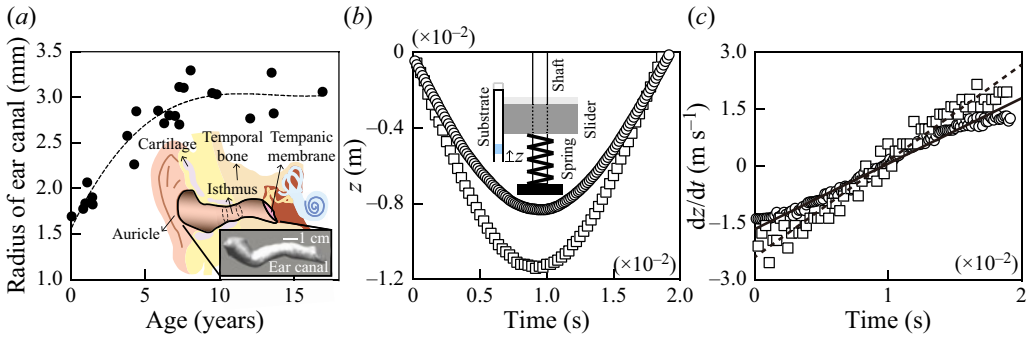 (a)
Radius of ear canal (mm)
3.5
3.0
2.5
2.0
1.5
1.0
0
5
10
15
Age (years)
Cartilage
Temporal
bone
Tempanic
membrane
Isthmus
Auricle
1 cm
Ear canal
(b)
(×10⁻²)
z (m)
0
−0.4
−0.8
−1.2
0
0.5
1.0
1.5
2.0
Time (s)
(×10⁻²)
Substrate
z
Shaft
Slider
Spring
(c)
dz/dt (m s⁻¹)
3.0
1.5
0
−1.5
−3.0
0
1
2
Time (s)
(×10⁻²)